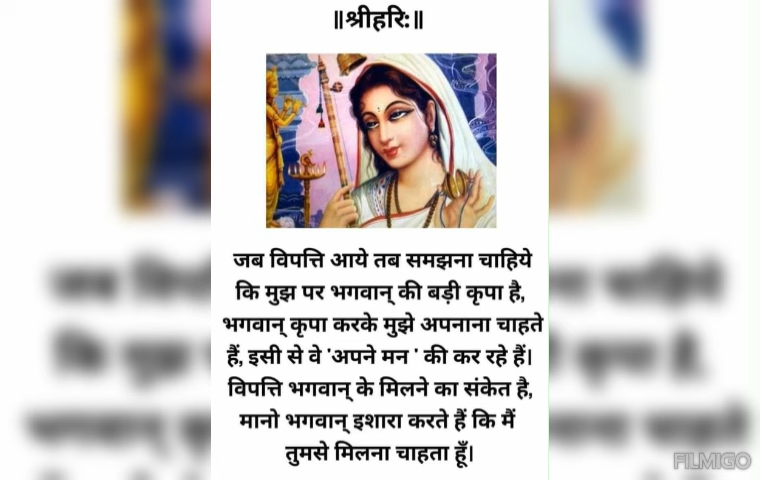 ॥श्रीहरि:॥
जब विपत्ति आये तब समझना चाहिये
कि मुझ पर भगवान् की बड़ी कृपा है,
भगवान् कृपा करके मुझे अपनाना चाहते
हैं, इसी से वे 'अपने मन ' की कर रहे हैं।
विपत्ति भगवान् के मिलने का संकेत है,
मानो भगवान् इशारा करते हैं कि मैं
तुमसे मिलना चाहता हूँ।
FILMIGO